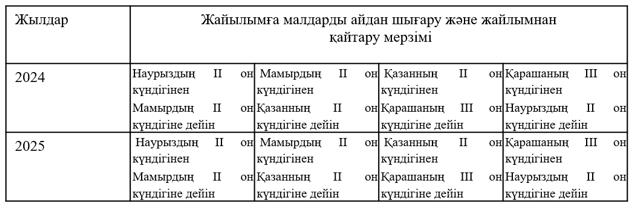 Жылдар
Жайылымға малдарды айдан шығару және жайлымнан
қайтару мерзімі
2024
Наурыздың II он
күндігінен
Мамырдың II он
күндігіне дейін
Мамырдың II он
күндігінен
Қазанның II он
күндігіне дейін
Қазанның II он
күндігінен
Қарашаның III он
күндігіне дейін
Қарашаның III он
күндігінен
Наурыздың II он
күндігіне дейін
2025
Наурыздың II он
күндігінен
Мамырдың II он
күндігіне дейін
Мамырдың II он
күндігінен
Қазанның II он
күндігіне дейін
Қазанның II он
күндігінен
Қарашаның III он
күндігіне дейін
Қарашаның III он
күндігінен
Наурыздың II он
күндігіне дейін